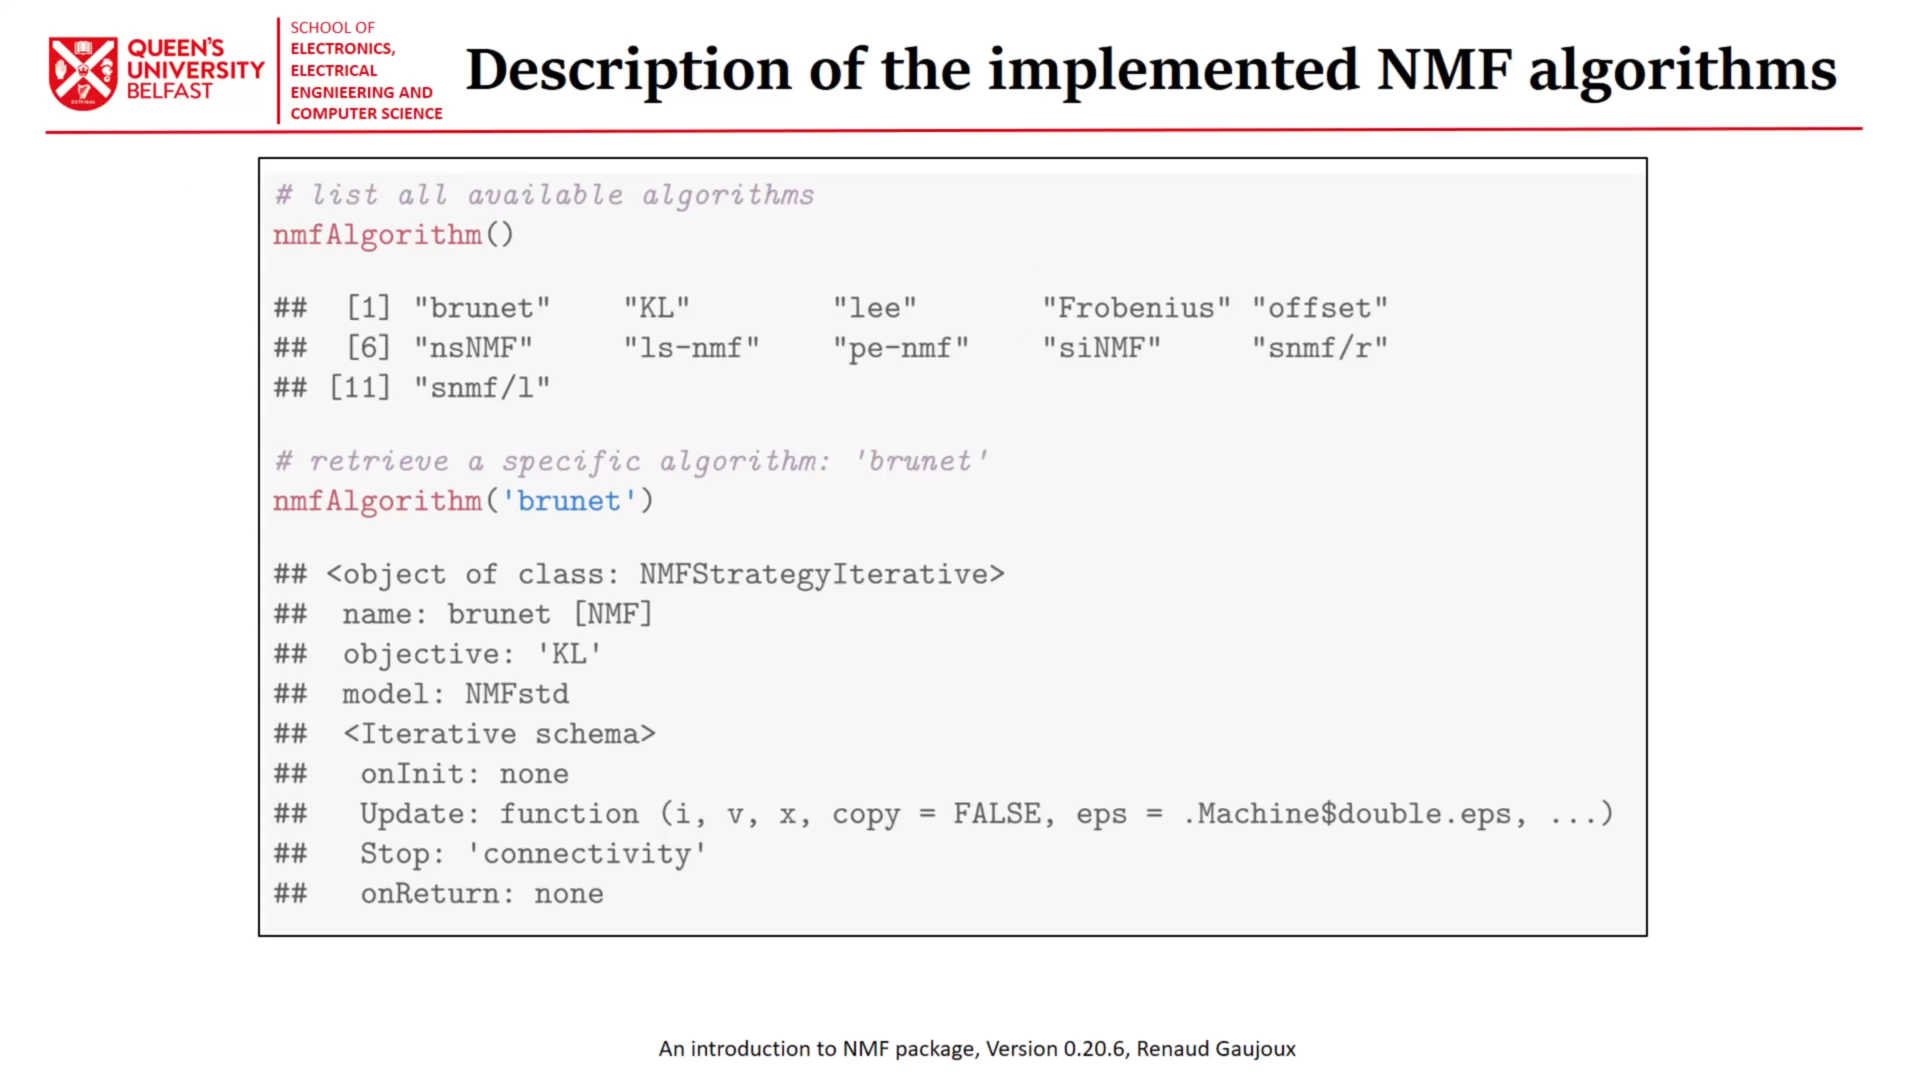 QUEEN'S
UNIVERSITY
BELFAST
SCHOOL OF
ELECTRONICS,
ELECTRICAL
ENGNIEERING AND
COMPUTER SCIENCE
Description of the implemented NMF algorithms
# list all available algorithms
nmfAlgorithm()
## [1] "brunet" "KL" "lee" "Frobenius" "offset"
## [6] "nsNMF" "ls-nmf" "pe-nmf" "siNMF" "snmf/r"
## [11] "snmf/l"
# retrieve a specific algorithm: 'brunet'
nmfAlgorithm('brunet')
## <object of class: NMFStrategyIterative>
## name: brunet [NMF]
## objective: 'KL'
## model: NMFstd
## <Iterative schema>
## onInit: none
## Update: function (i, v, x, copy = FALSE, eps = .Machine$double.eps, ...)
## Stop: 'connectivity'
## onReturn: none
An introduction to NMF package, Version 0.20.6, Renaud Gaujoux